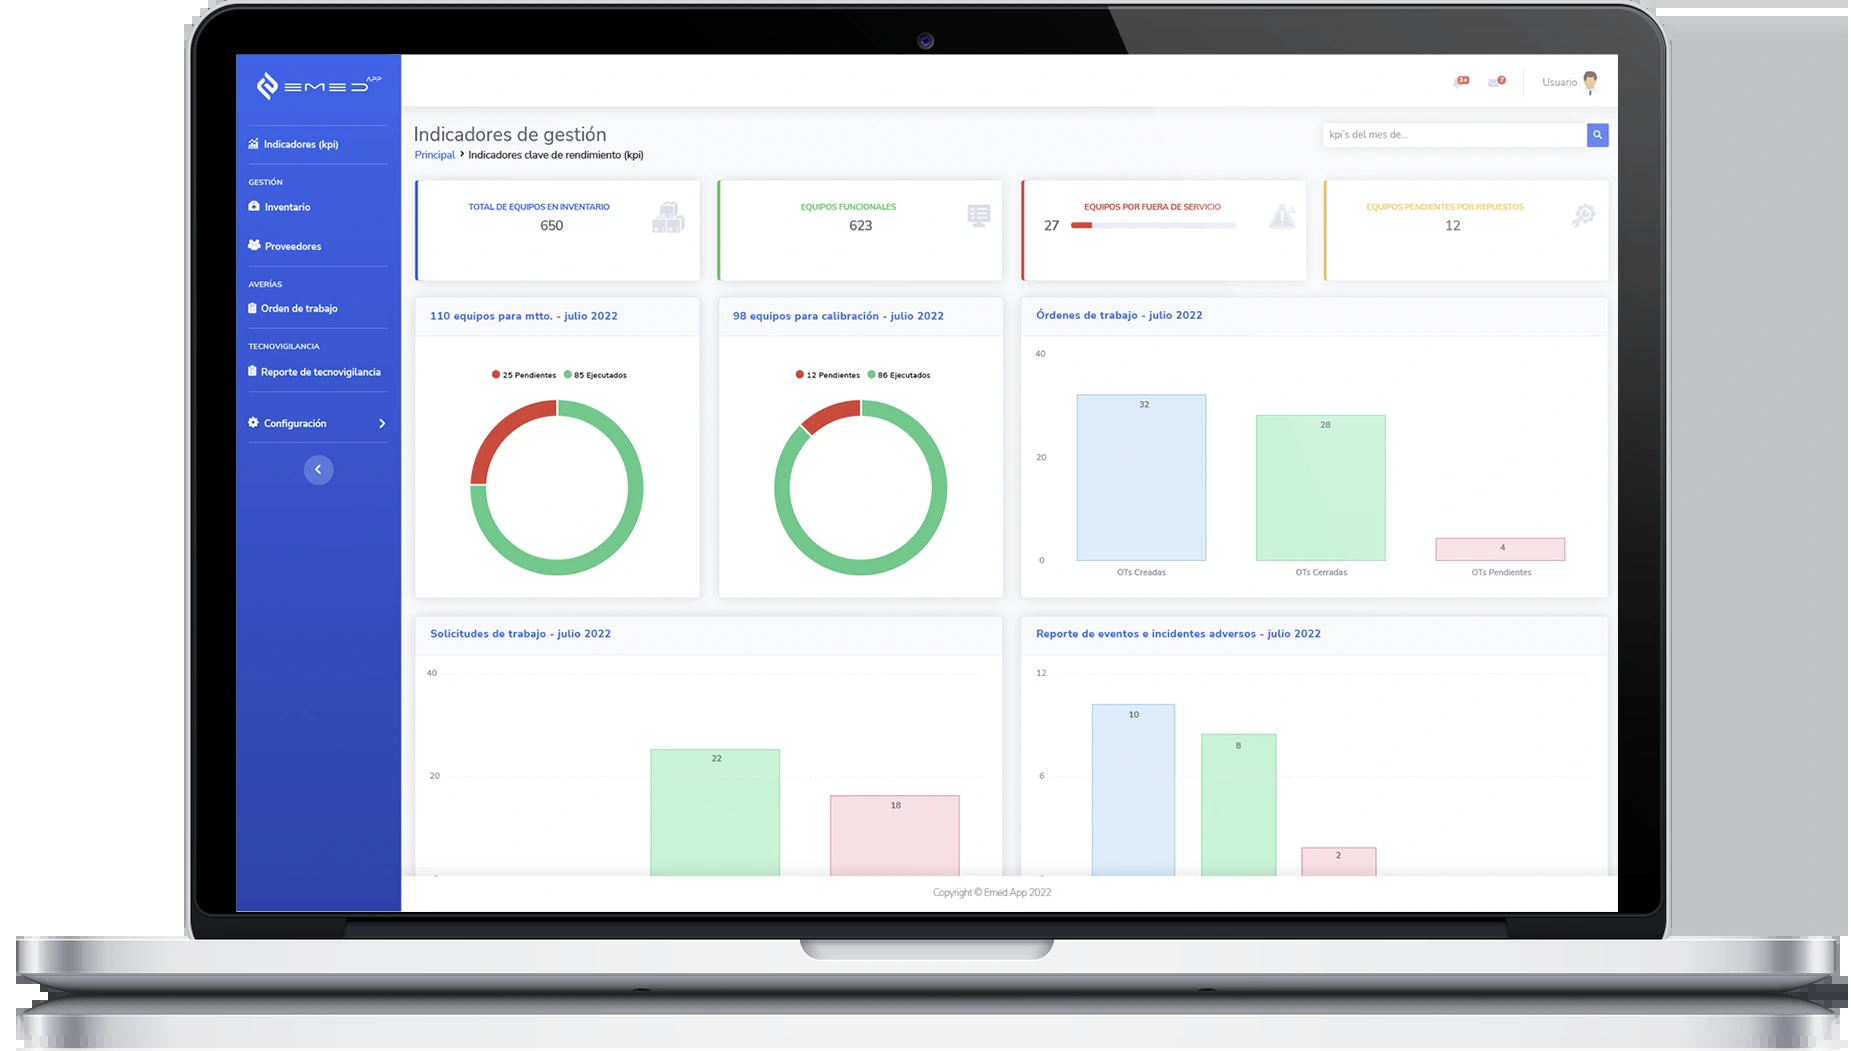 EMED APP
3+
7
Usuario
Indicadores (kpi)
GESTIÓN
Inventario
Proveedores
AVERÍAS
Orden de trabajo
TECNOVIGILANCIA
Reporte de tecnovigilancia
Configuración
Indicadores de gestión
Principal > Indicadores clave de rendimiento (kpi)
kpi's del mes de...
TOTAL DE EQUIPOS EN INVENTARIO
650
EQUIPOS FUNCIONALES
623
EQUIPOS POR FUERA DE SERVICIO
27
EQUIPOS PENDIENTES POR REPUESTOS
12
110 equipos para mtto. - julio 2022
25 Pendientes 85 Ejecutados
98 equipos para calibración - julio 2022
12 Pendientes 86 Ejecutados
Órdenes de trabajo - julio 2022
40
20
0
32
28
4
OTs Creadas
OTs Cerradas
OTs Pendientes
Solicitudes de trabajo - julio 2022
40
20
22
18
Reporte de eventos e incidentes adversos - julio 2022
12
6
10
8
2
Copyright © Emed App 2022